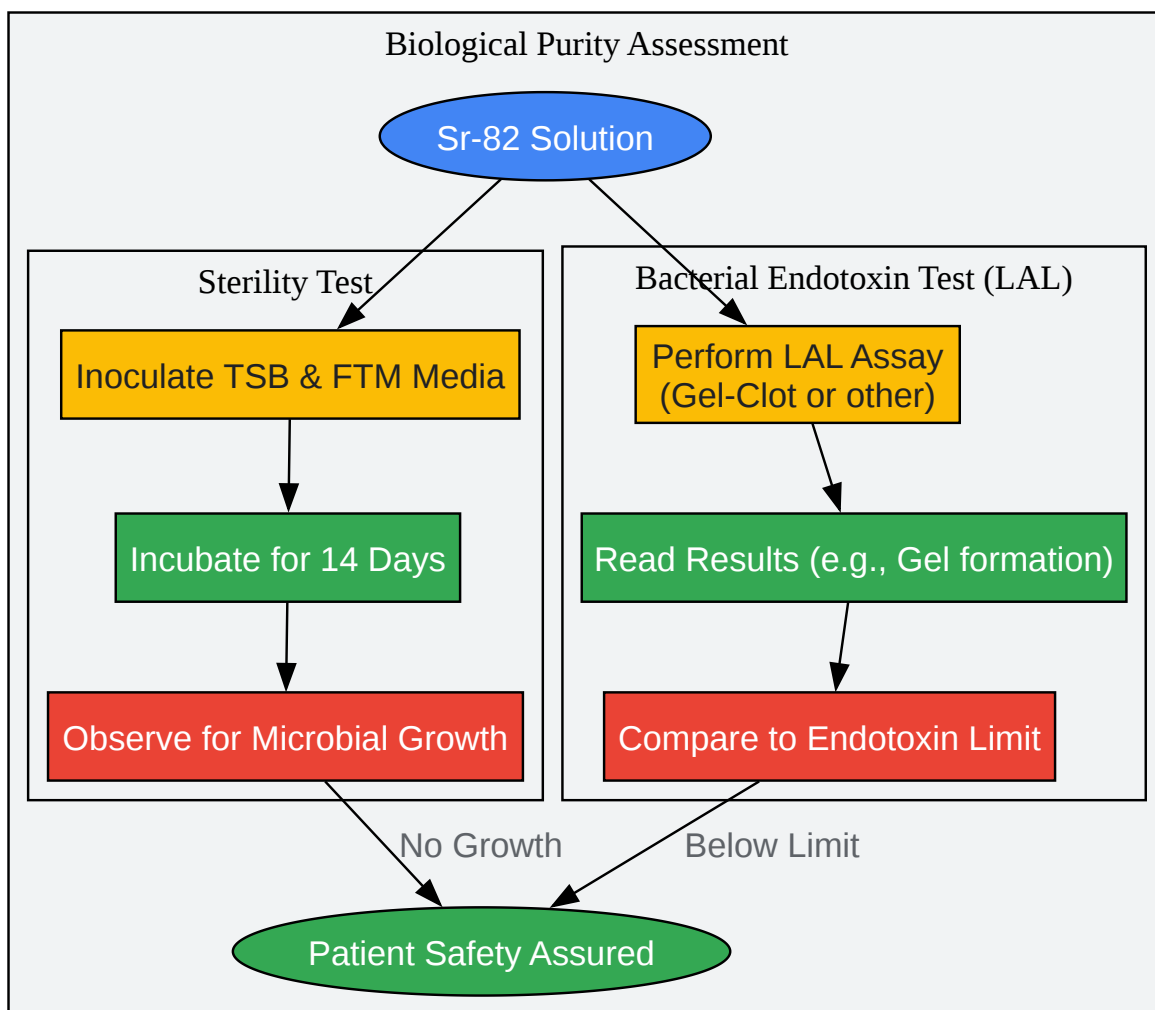 Biological Purity Assessment
Sr-82 Solution
Sterility Test
Inoculate TSB & FTM Media
Incubate for 14 Days
Observe for Microbial Growth
No Growth
Bacterial Endotoxin Test (LAL)
Perform LAL Assay
(Gel-Clot or other)
Read Results (e.g., Gel formation)
Compare to Endotoxin Limit
Below Limit
Patient Safety Assured